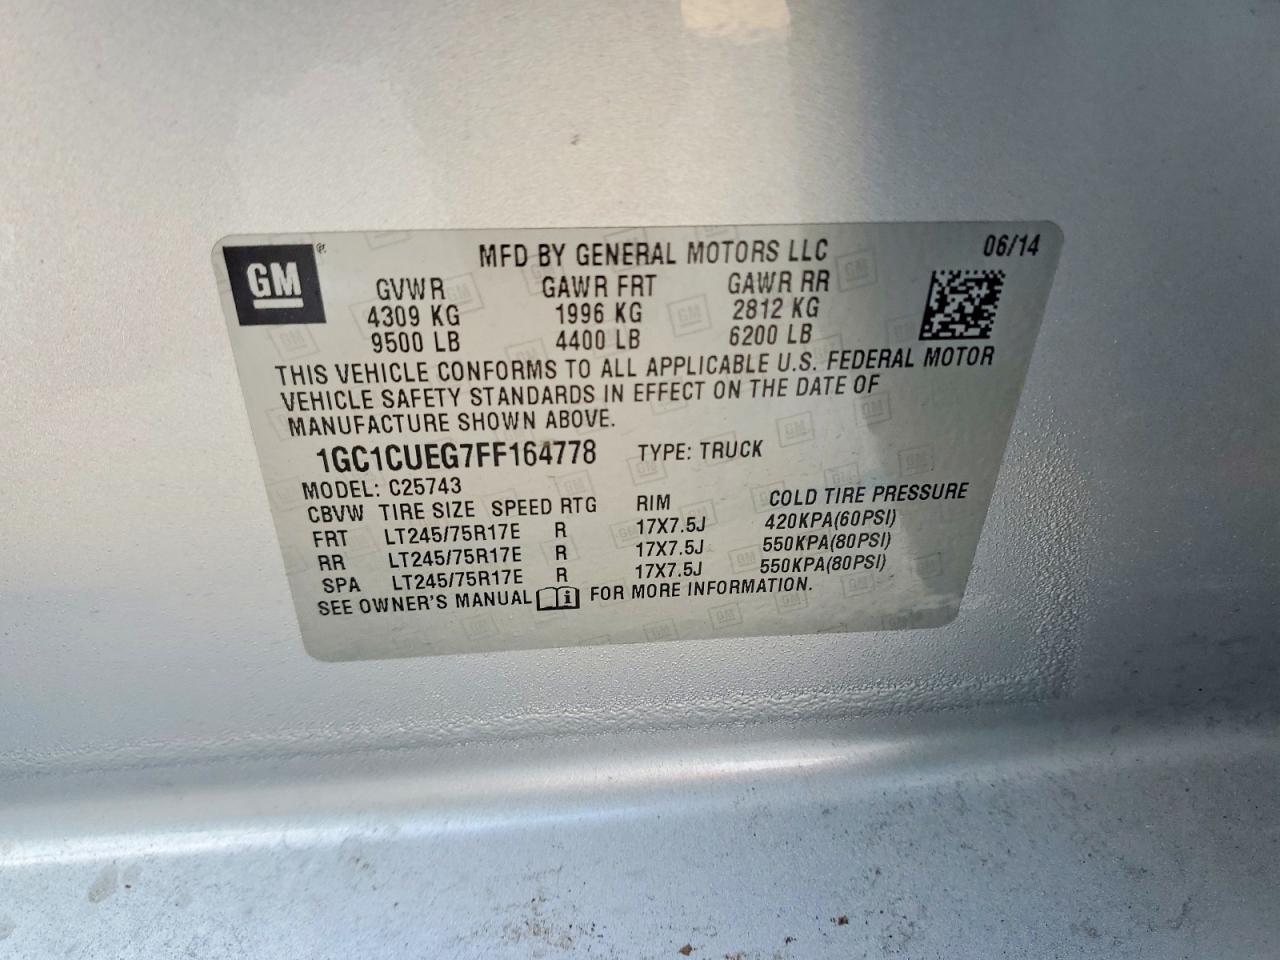 GM ®
MFD BY GENERAL MOTORS LLC 06/14
GVWR GAWR FRT GAWR RR
4309 KG 1996 KG 2812 KG
9500 LB 4400 LB 6200 LB
THIS VEHICLE CONFORMS TO ALL APPLICABLE U.S. FEDERAL MOTOR
VEHICLE SAFETY STANDARDS IN EFFECT ON THE DATE OF
MANUFACTURE SHOWN ABOVE.
1GC1CUEG7FF164778 TYPE: TRUCK
MODEL: C25743
CBVW TIRE SIZE SPEED RTG RIM COLD TIRE PRESSURE
FRT LT245/75R17E R 17X7.5J 420KPA(60PSI)
RR LT245/75R17E R 17X7.5J 550KPA(80PSI)
SPA LT245/75R17E R 17X7.5J 550KPA(80PSI)
SEE OWNER'S MANUAL i FOR MORE INFORMATION.